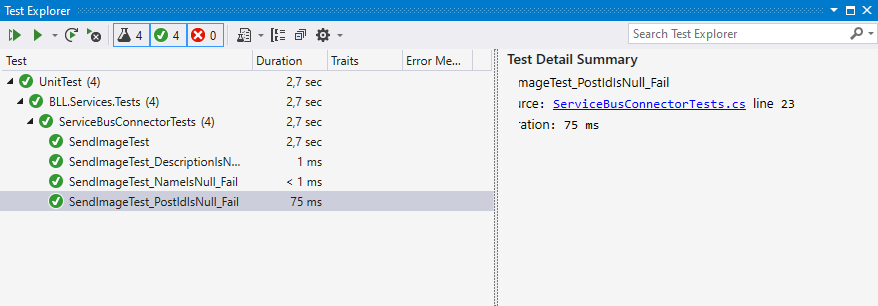 Test Explorer
4 4 0
Search Test Explorer
Test Duration Traits Error Me...
UnitTest (4) 2,7 sec
BLL.Services.Tests (4) 2,7 sec
ServiceBusConnectorTests (4) 2,7 sec
SendImageTest 2,7 sec
SendImageTest_DescriptionIsN... 1 ms
SendImageTest_NameIsNull_Fail < 1 ms
SendImageTest_PostIdIsNull_Fail 75 ms
Test Detail Summary
ImageTest_PostIdIsNull_Fail
urce: ServiceBusConnectorTests.cs line 23
ration: 75 ms